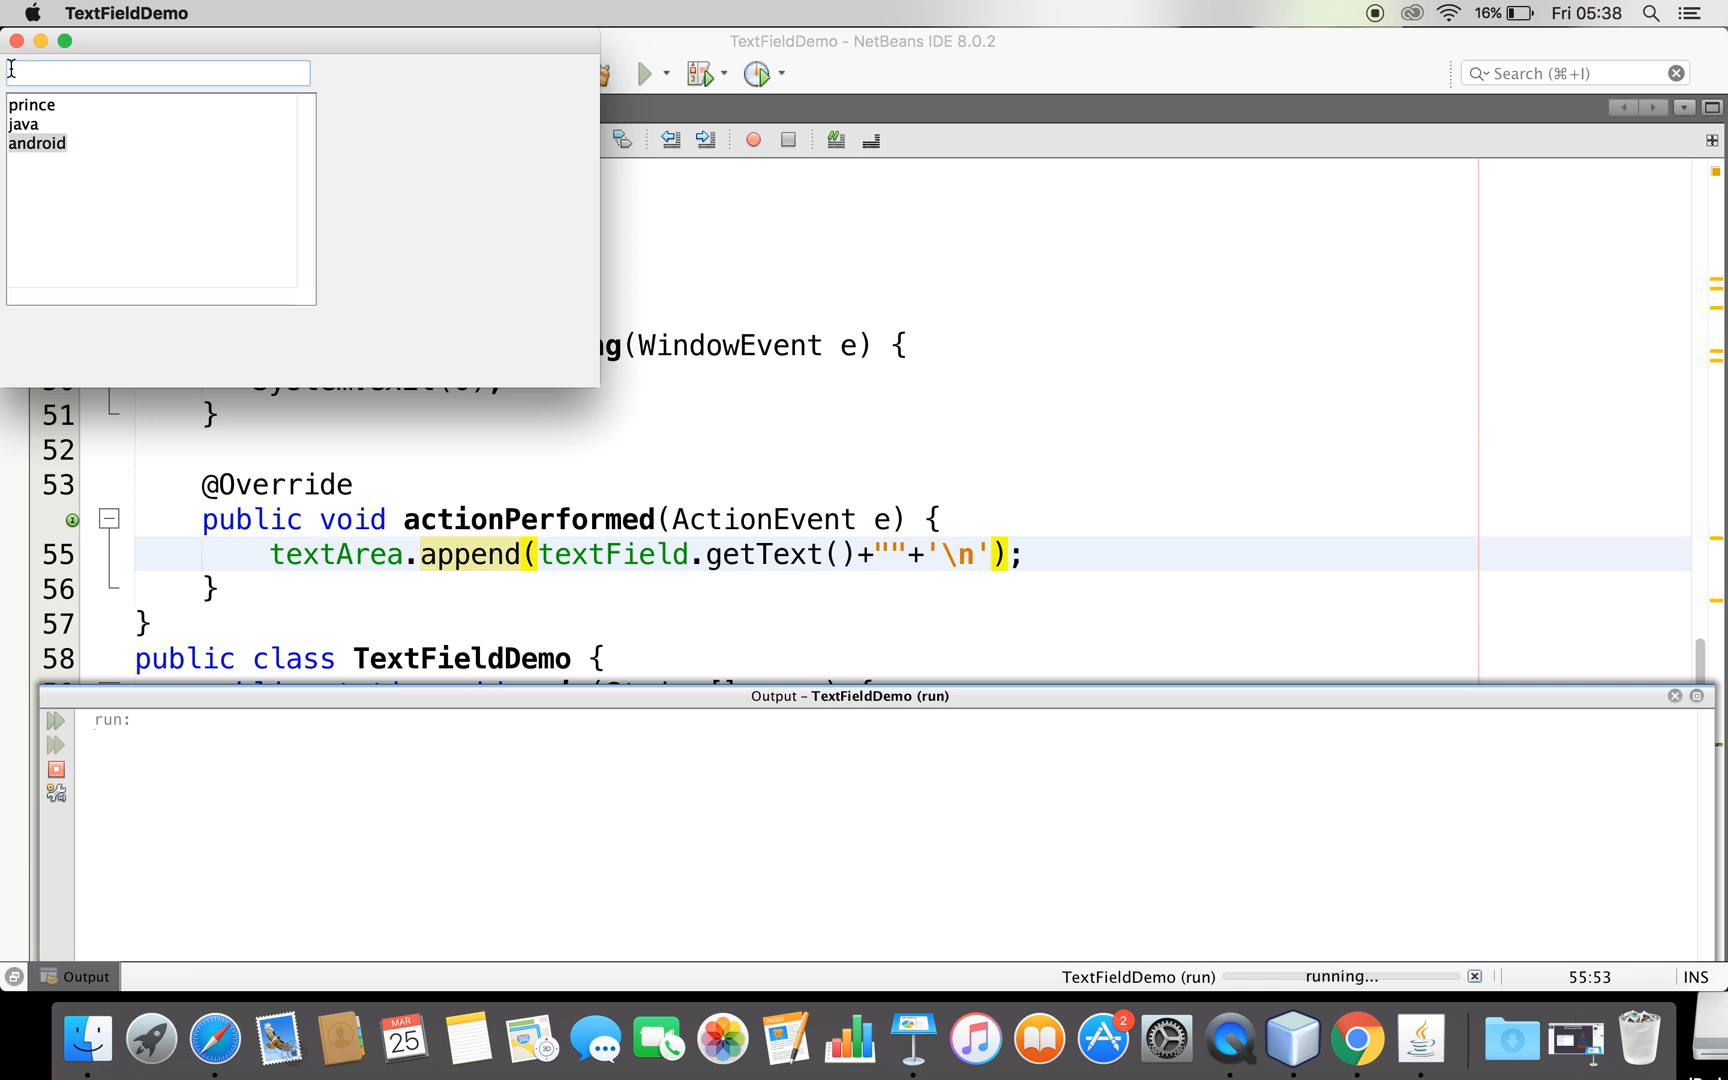 TextFieldDemo
16%
Fri 05:38
TextFieldDemo - NetBeans IDE 8.0.2
Search (⌘+I)
prince
java
android
ng(WindowEvent e) {
51 }
52
53 @Override
public void actionPerformed(ActionEvent e) {
55 textArea.append(textField.getText()+""+'\n');
56 }
57 }
58 public class TextFieldDemo {
Output – TextFieldDemo (run)
run:
Output
TextFieldDemo (run)
running...
55:53
INS
MAR
25
2